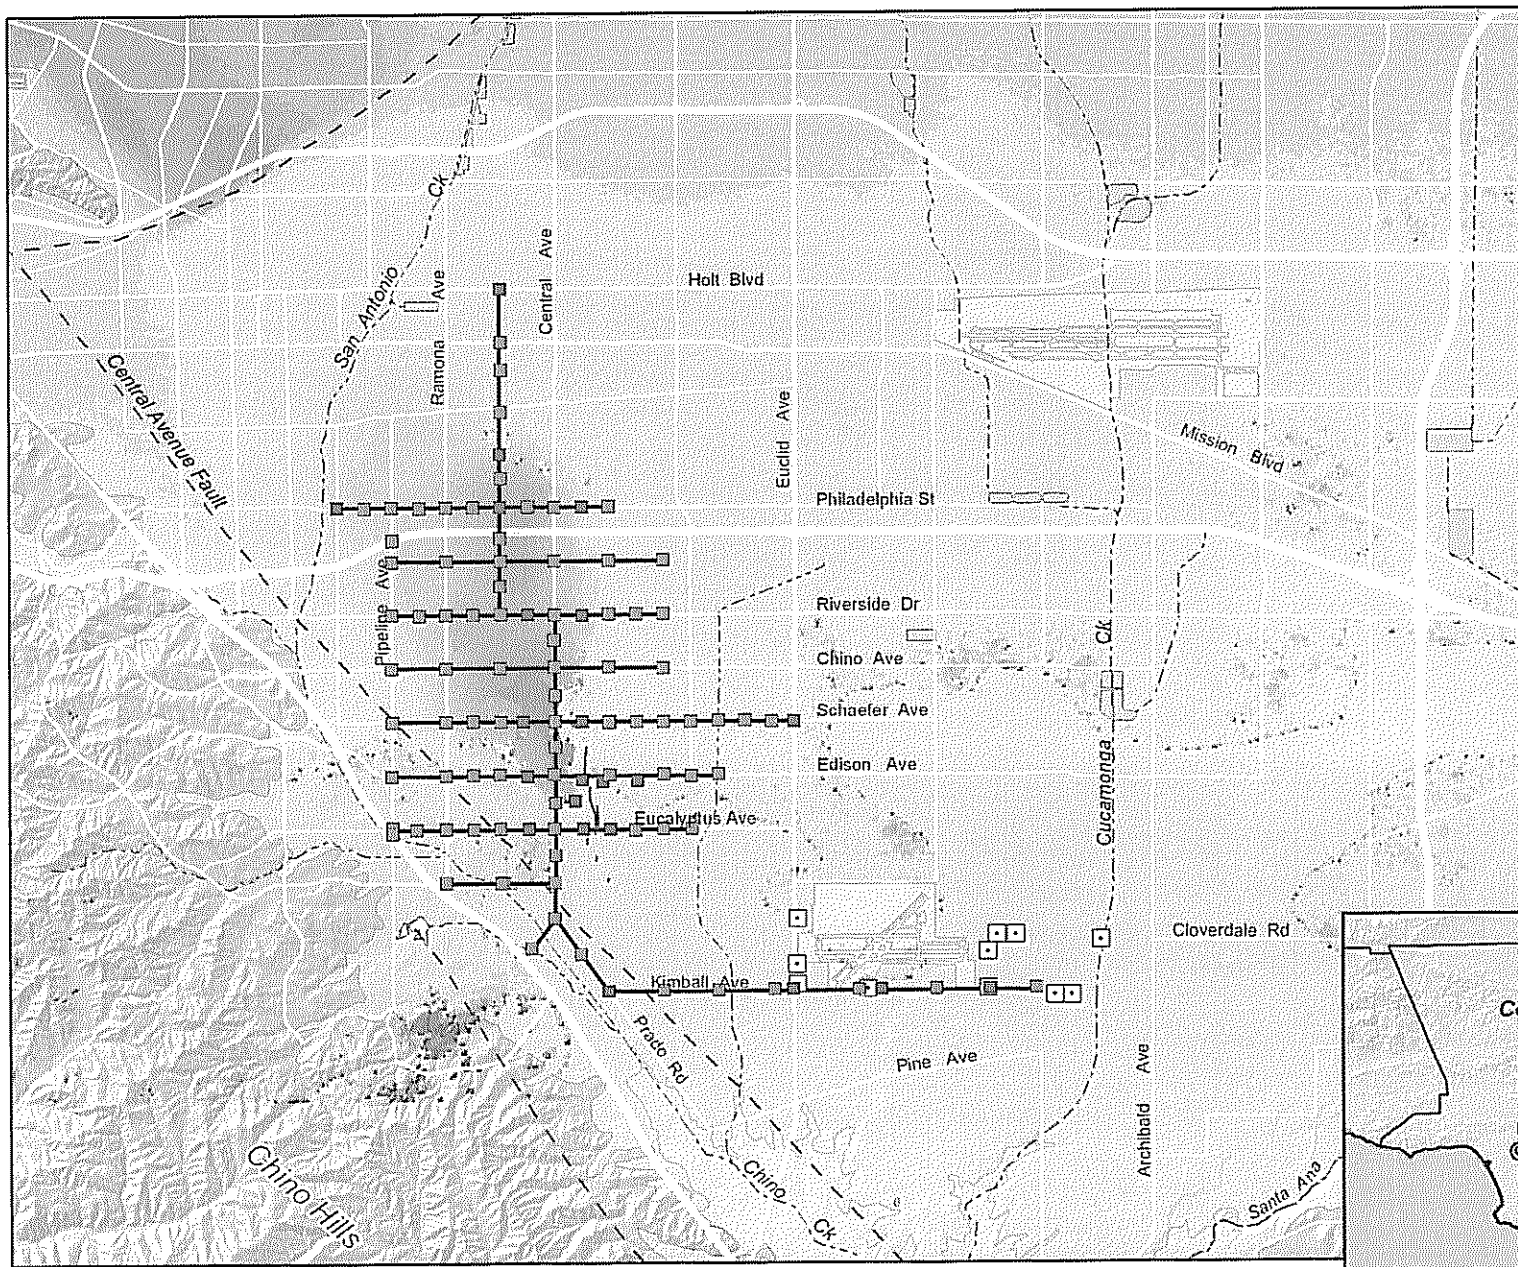 Holt Blvd
San Antonio
Ck
Ramona Ave
Central Ave
Euclid Ave
Central Avenue Fault
Mission Blvd
Philadelphia St
Pipeline Ave
Riverside Dr
Chino Ave
Schaefer Ave
Edison Ave
Eucalyptus Ave
Cucamonga Ck
Cloverdale Rd
Kimball Ave
Prado Rd
Pine Ave
Archibald Ave
Chino Hills
Chino Ck
Santa Ana